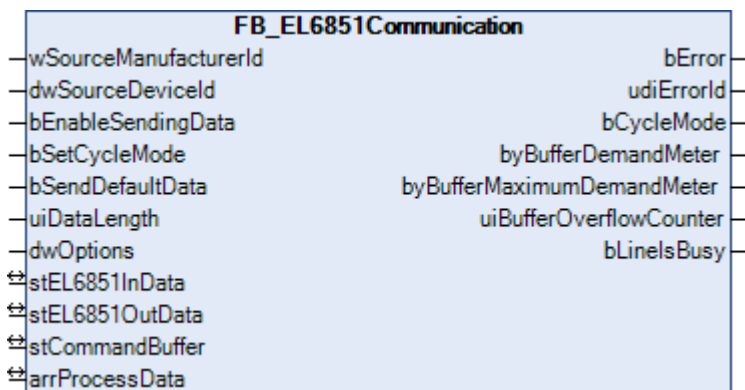 FB_EL6851Communication
wSourceManufacturerId bError
dwSourceDeviceId udiErrorId
bEnableSendingData bCycleMode
bSetCycleMode byBufferDemandMeter
bSendDefaultData byBufferMaximumDemandMeter
uiDataLength uiBufferOverflowCounter
dwOptions bLineIsBusy
stEL6851InData
stEL6851OutData
stCommandBuffer
arrProcessData